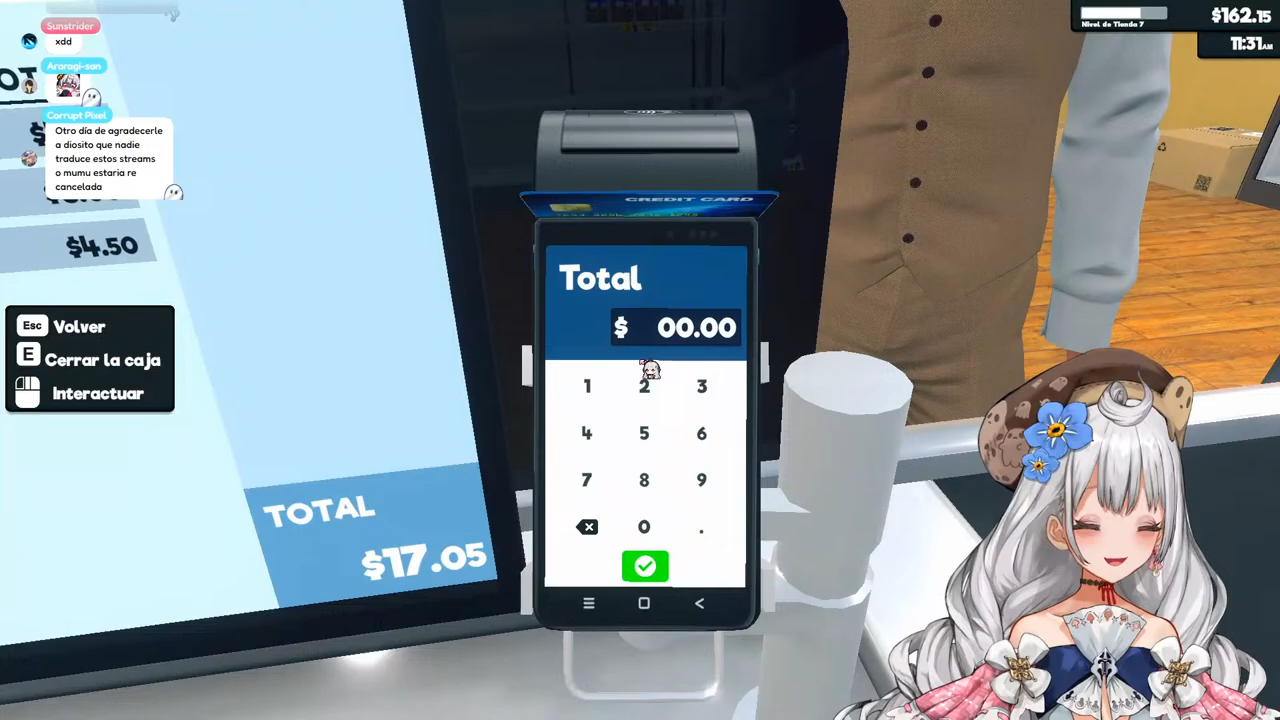 Sunstrider
xdd
Araragi-san
Corrupt Pixel
Otro día de agradecerle
a diosito que nadie
traduce estos streams
o mumu estaria re
cancelada
$4.50
Esc Volver
E Cerrar la caja
Interactuar
TOTAL
$17.05
CREDIT CARD
Total
$ 00.00
1 2 3
4 5 6
7 8 9
0 .
$162.15
Nivel de Tienda 7
11:31AM